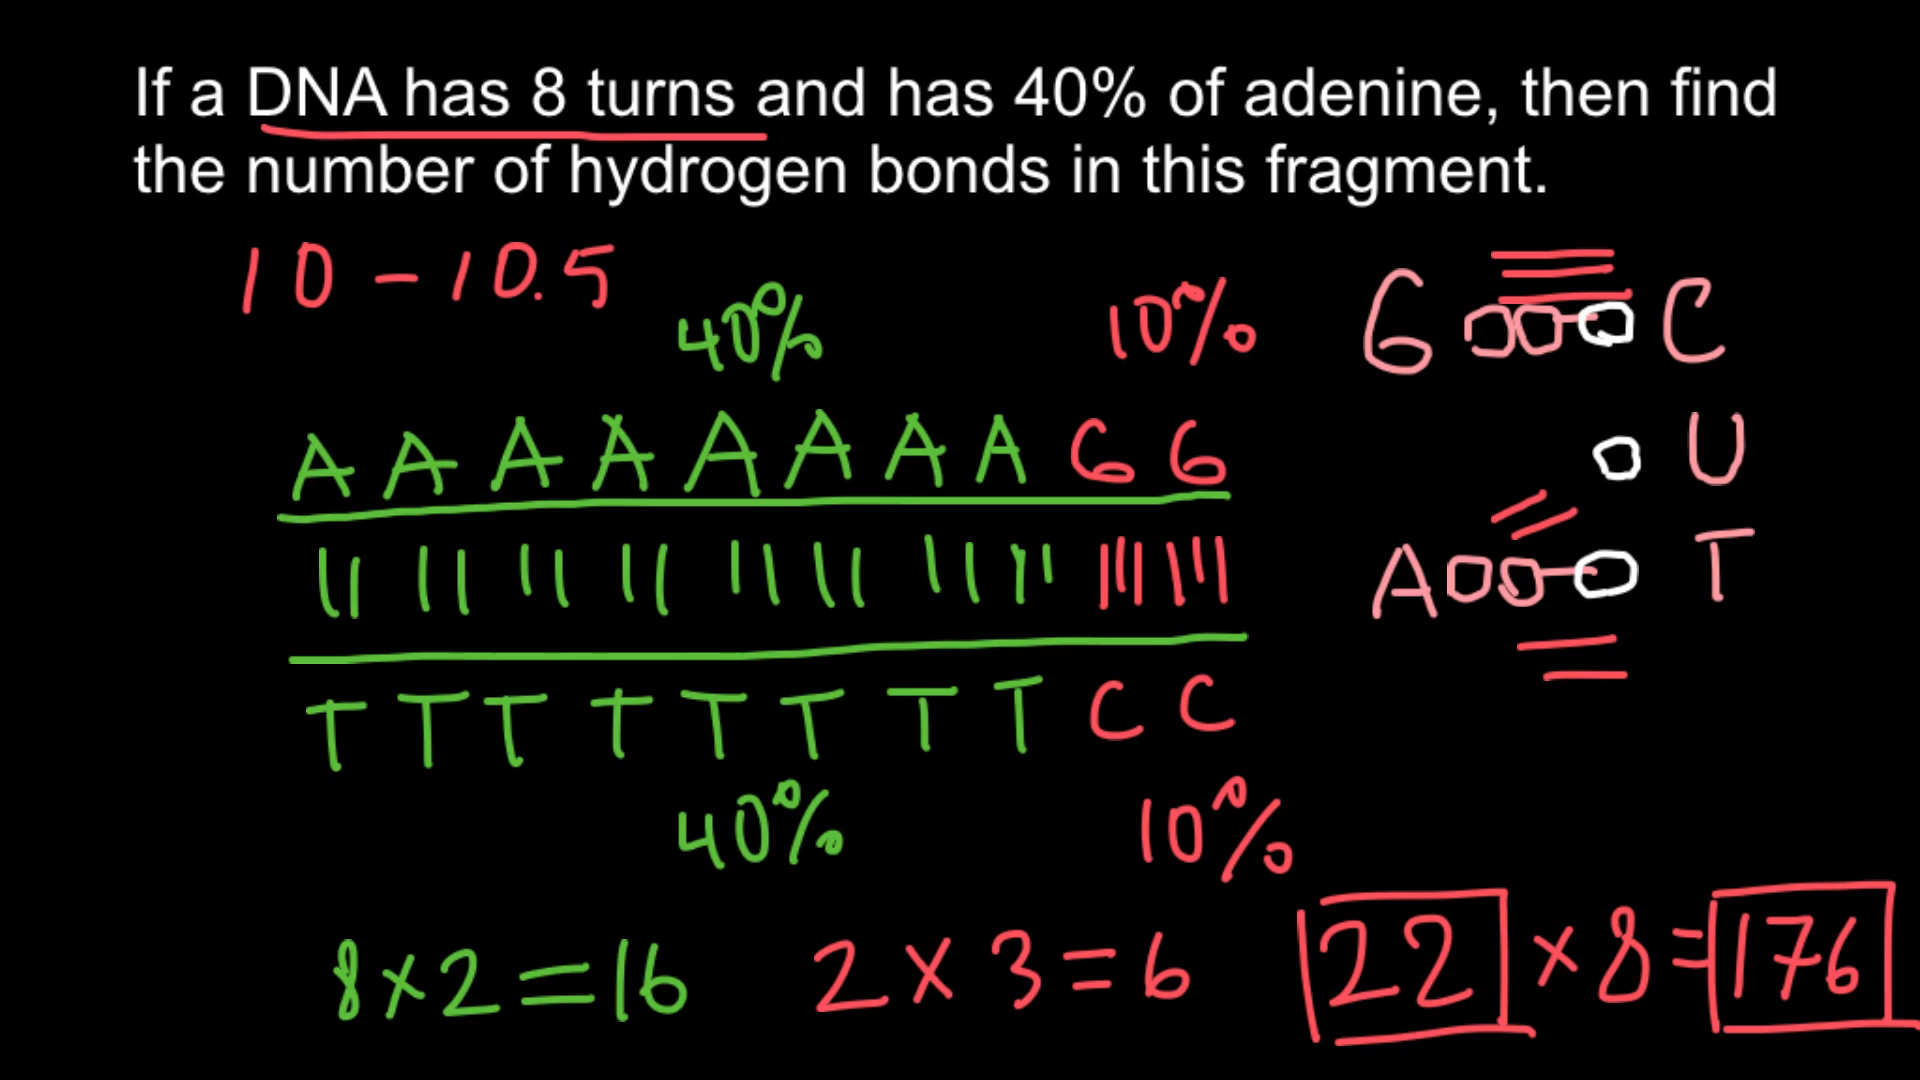 If a DNA has 8 turns and has 40% of adenine, then find
the number of hydrogen bonds in this fragment.
10 - 10.5
40% 10%
G C
A A A A A A A A G G
U
A T
T T T T T T T T C C
40% 10%
8 × 2 = 16 2 × 3 = 6 22 × 8 = 176